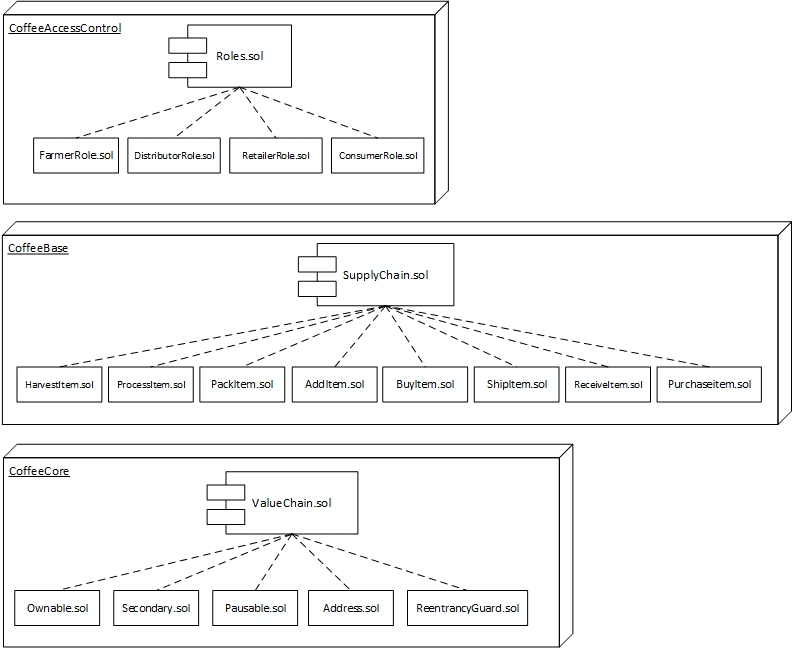 CoffeeAccessControl
Roles.sol
FarmerRole.sol
DistributorRole.sol
RetailerRole.sol
ConsumerRole.sol
CoffeeBase
SupplyChain.sol
HarvestItem.sol
ProcessItem.sol
PackItem.sol
AddItem.sol
BuyItem.sol
ShipItem.sol
ReceiveItem.sol
Purchaseitem.sol
CoffeeCore
ValueChain.sol
Ownable.sol
Secondary.sol
Pausable.sol
Address.sol
ReentrancyGuard.sol